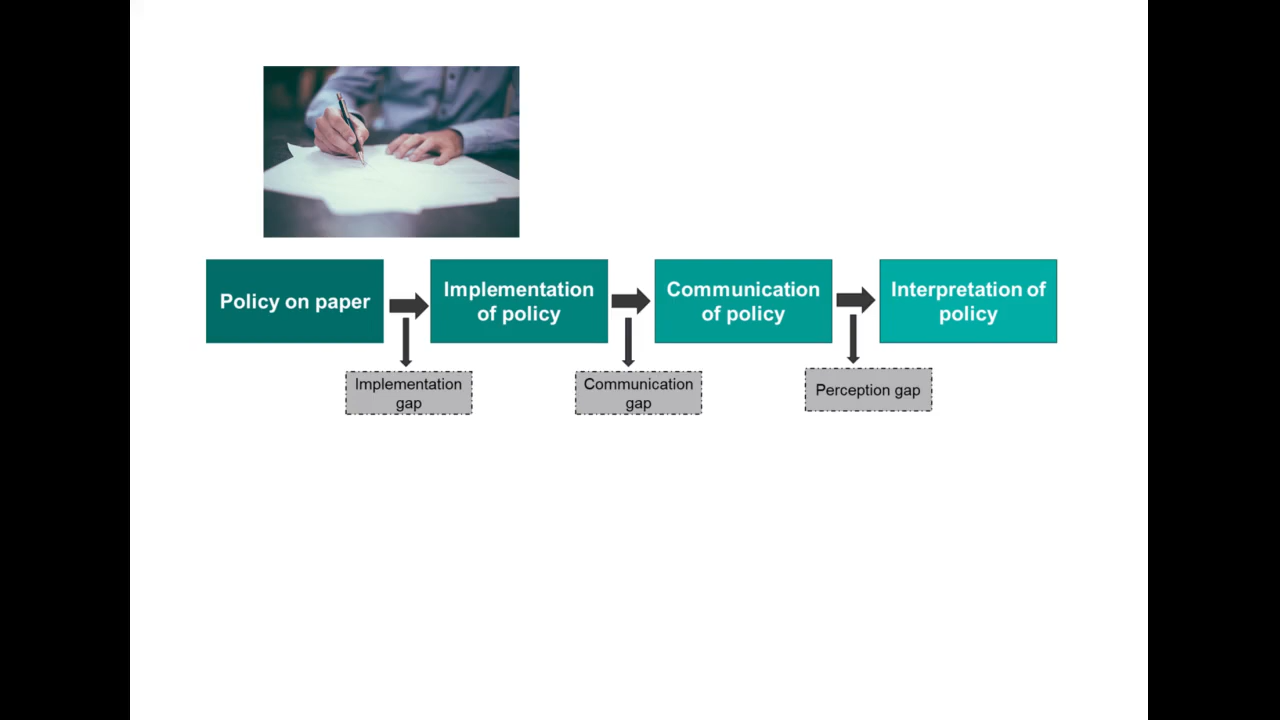 Policy on paper
Implementation
of policy
Communication
of policy
Interpretation of
policy
Implementation
gap
Communication
gap
Perception gap